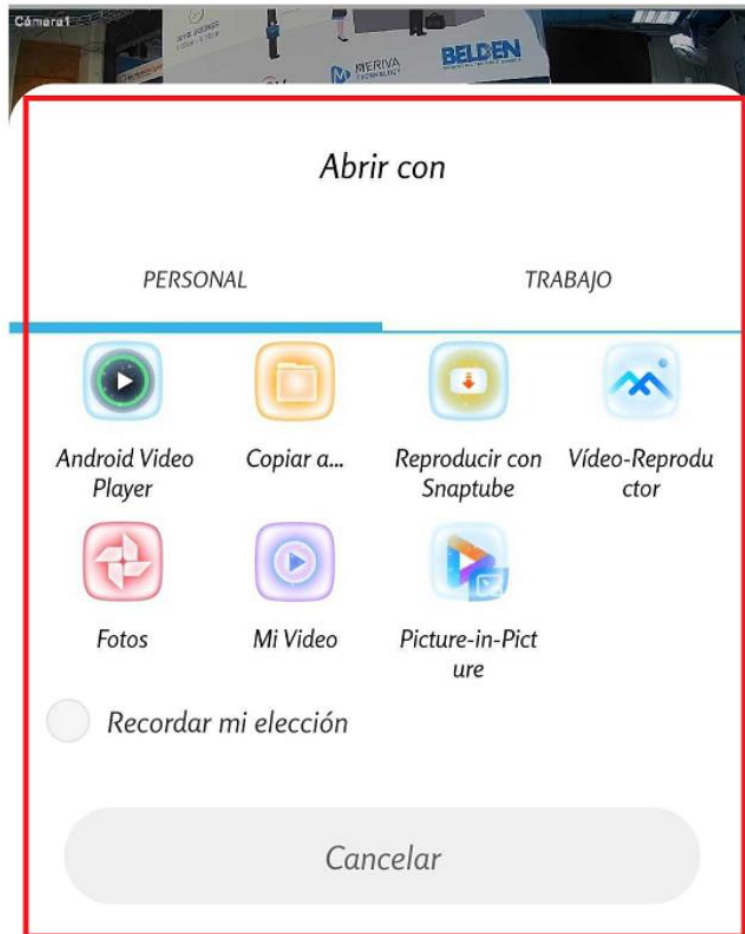 Cámara1
MERIVA
TECHNOLOGY
BELDEN
Abrir con
PERSONAL
TRABAJO
Android Video
Player
Copiar a...
Reproducir con
Snaptube
Vídeo-Reprodu
ctor
Fotos
Mi Video
Picture-in-Pict
ure
Recordar mi elección
Cancelar